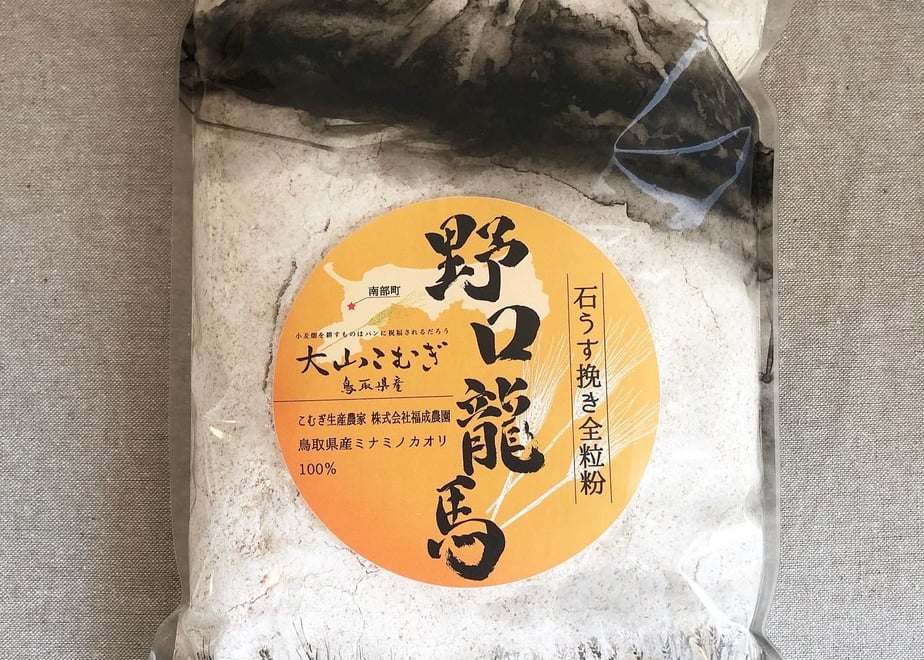 野口龍馬
石うす挽き全粒粉
南部町
小麦畑を耕すものはパンに祝福されるだろう
大山こむぎ
鳥取県産
こむぎ生産農家 株式会社福成農園
鳥取県産ミナミノカオリ
100%